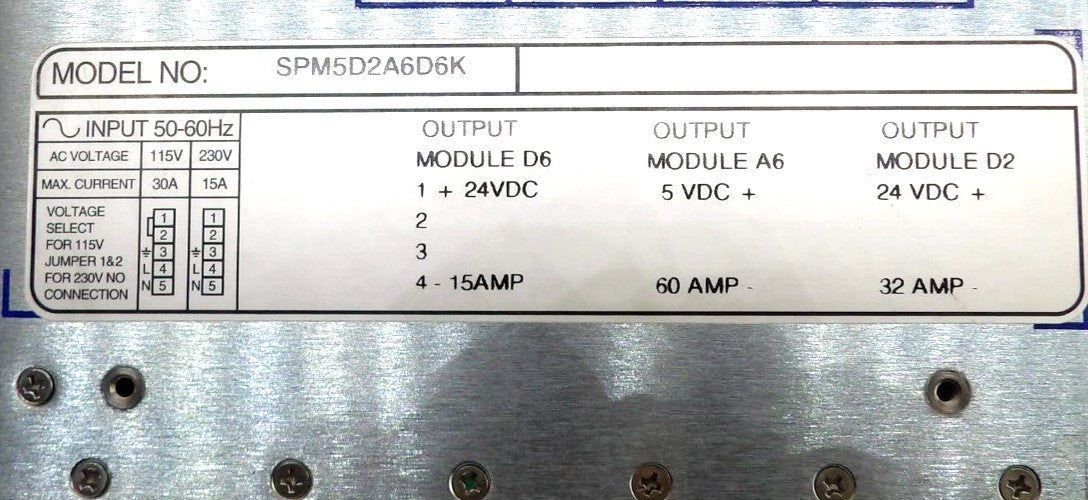 MODEL NO: SPM5D2A6D6K
INPUT 50-60Hz
AC VOLTAGE 115V 230V
MAX. CURRENT 30A 15A
VOLTAGE
SELECT
FOR 115V
JUMPER 1&2
FOR 230V NO
CONNECTION
1 1
2 2
3 3
L 4 L 4
N 5 N 5
OUTPUT
MODULE D6
1 + 24VDC
2
3
4 - 15AMP
OUTPUT
MODULE A6
5 VDC +
60 AMP -
OUTPUT
MODULE D2
24 VDC +
32 AMP -